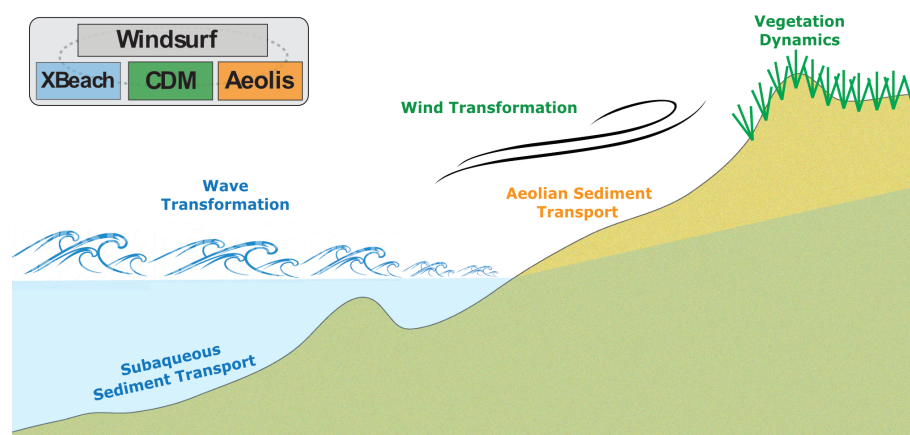 Windsurf
XBeach
CDM
Aeolis
Vegetation
Dynamics
Wind Transformation
Wave
Transformation
Aeolian Sediment
Transport
Subaqueous
Sediment Transport